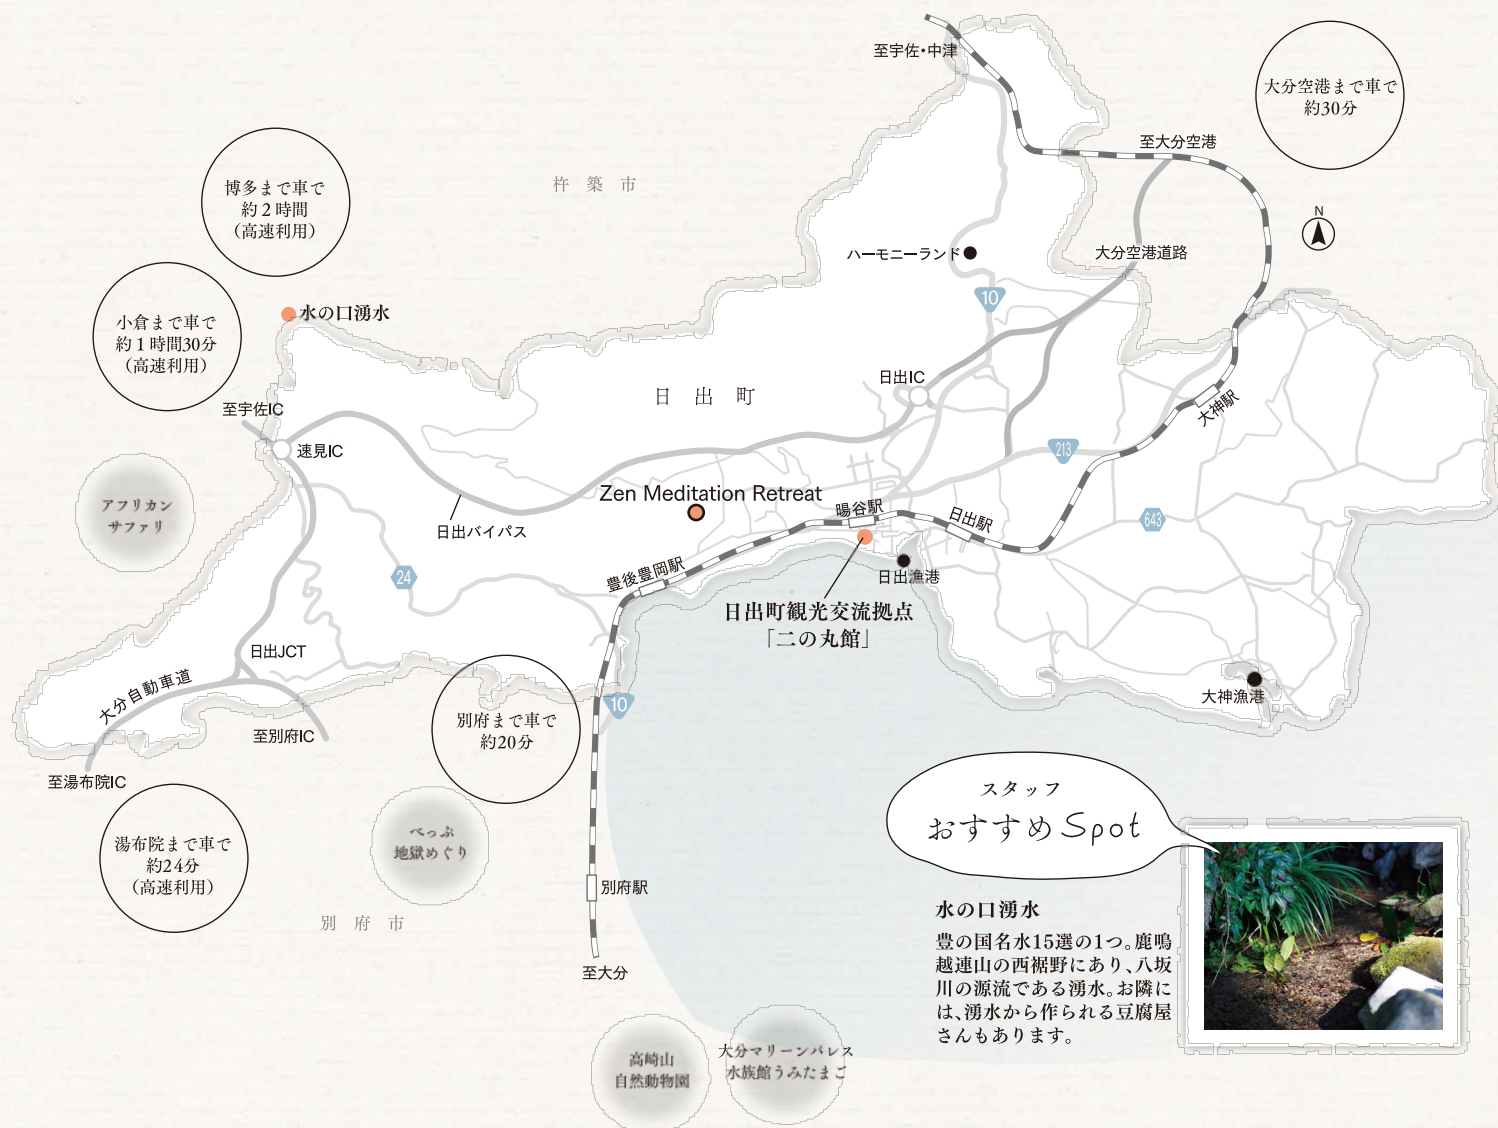 至宇佐・中津
大分空港まで車で
約30分
至大分空港
博多まで車で
約2時間
(高速利用)
杵築市
N
ハーモニーランド
大分空港道路
10
水の口湧水
小倉まで車で
約1時間30分
(高速利用)
日出町
日出IC
大神駅
至宇佐IC
速見IC
213
アフリカン
サファリ
Zen Meditation Retreat
暘谷駅
日出駅
643
日出バイパス
24
豊後豊岡駅
日出漁港
日出町観光交流拠点
「二の丸館」
日出JCT
大分自動車道
大神漁港
10
別府まで車で
約20分
至別府IC
至湯布院IC
湯布院まで車で
約24分
(高速利用)
べっぷ
地獄めぐり
別府駅
別府市
至大分
スタッフ
おすすめSpot
水の口湧水
豊の国名水15選の1つ。鹿鳴
越連山の西裾野にあり、八坂
川の源流である湧水。お隣に
は、湧水から作られる豆腐屋
さんもあります。
高崎山
自然動物園
大分マリーンパレス
水族館うみたまご